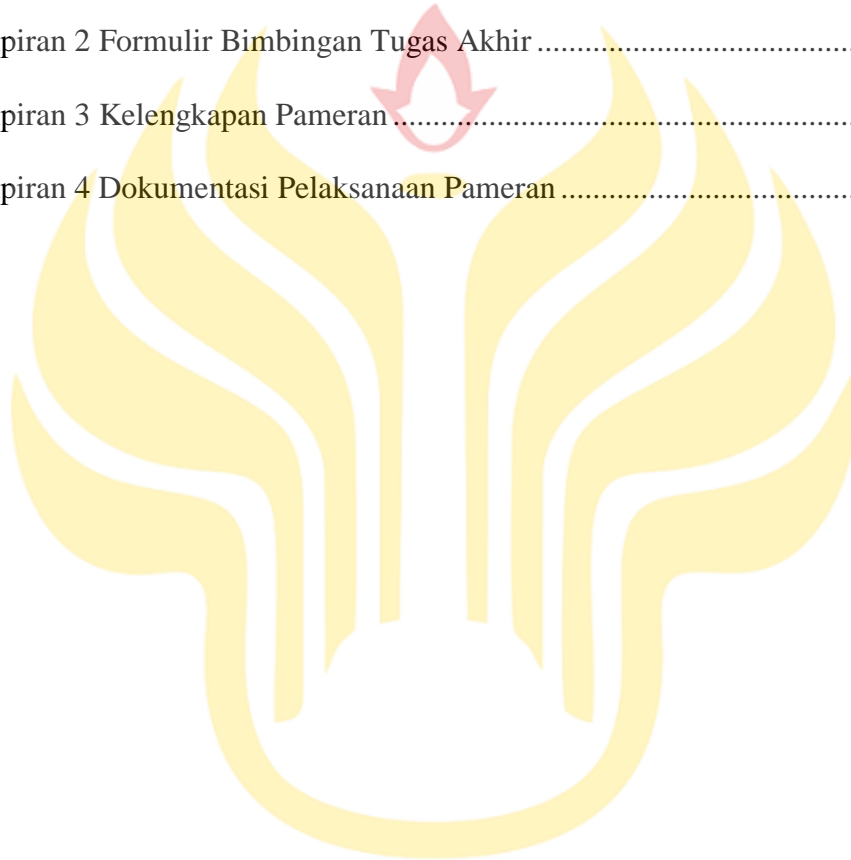 piran 2 Formulir Bimbingan Tugas Akhir ........................................
piran 3 Kelengkapan Pameran ..........................................................
piran 4 Dokumentasi Pelaksanaan Pameran .....................................